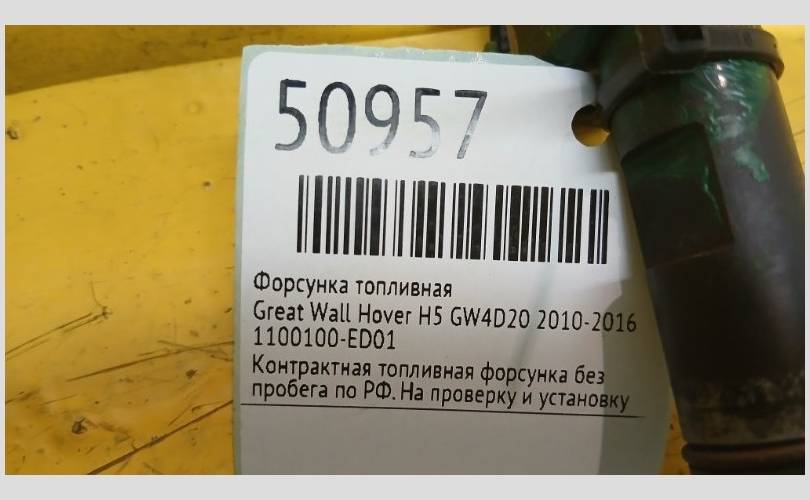 50957
Форсунка топливная
Great Wall Hover H5 GW4D20 2010-2016
1100100-ED01
Контрактная топливная форсунка без
пробега по РФ. На проверку и установку